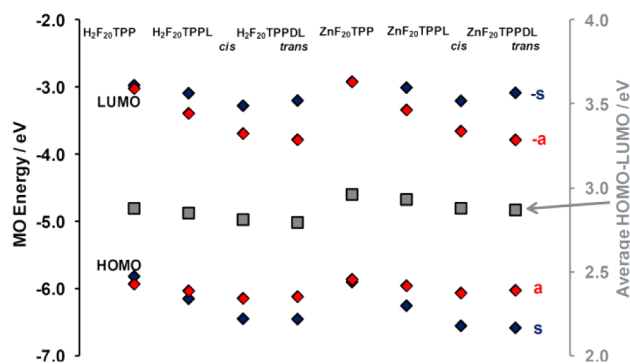 -2.0
-3.0
-4.0
-5.0
-6.0
-7.0
MO Energy / eV
H₂F₂₀TPP H₂F₂₀TPPL H₂F₂₀TPPDL ZnF₂₀TPP ZnF₂₀TPPL ZnF₂₀TPPDL
cis trans cis trans
LUMO
-s
-a
HOMO
a
s
4.0
3.5
3.0
2.5
2.0
Average HOMO-LUMO / eV